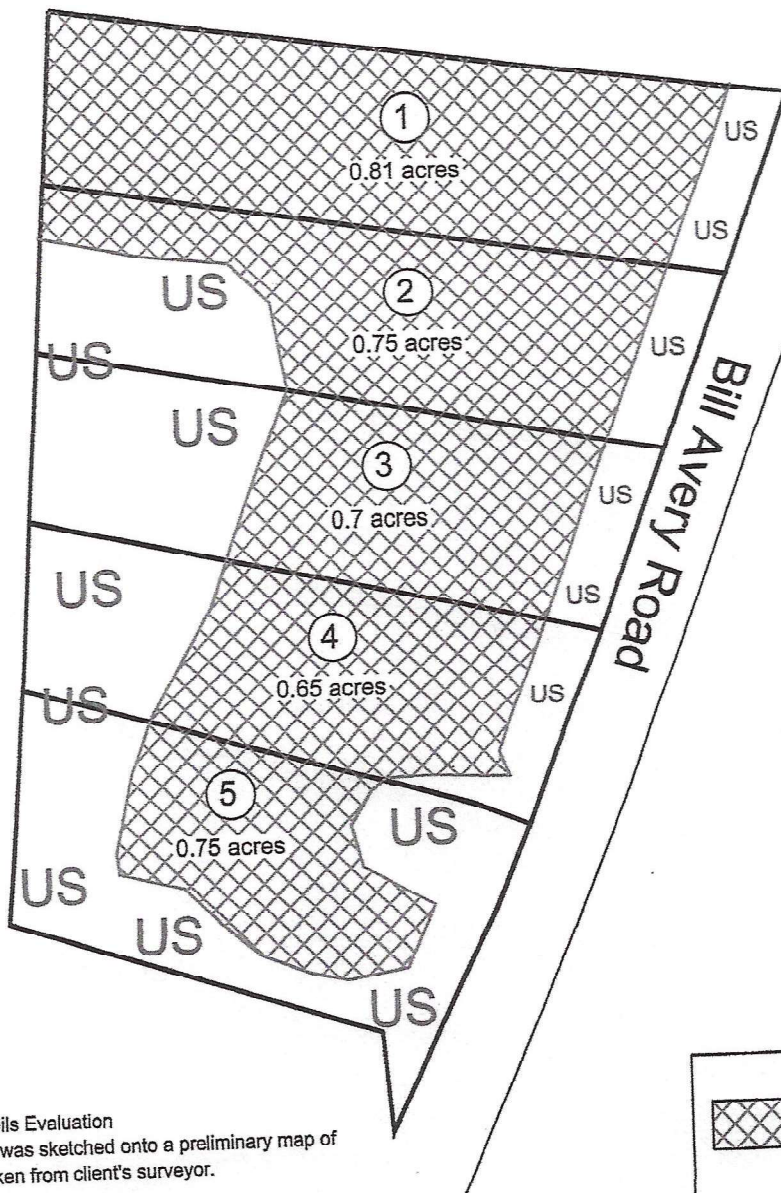 1
0.81 acres
US
US
US
2
0.75 acres
US
US
US
3
0.7 acres
US
US
US
4
0.65 acres
US
US
5
0.75 acres
US
US
US
US
Bill Avery Road
ils Evaluation
was sketched onto a preliminary map of
ken from client's surveyor.